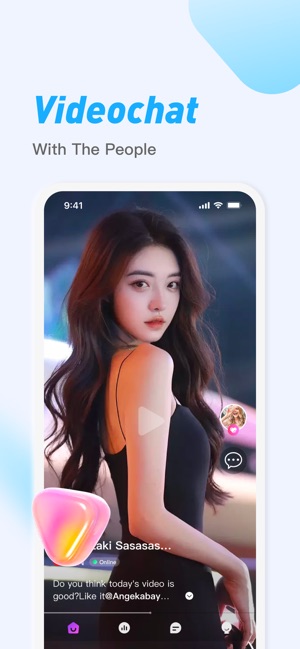 Videochat
With The People
9:41
aki Sasasas...
Online
Do you think today's video is
good?Like it@Angekabay...